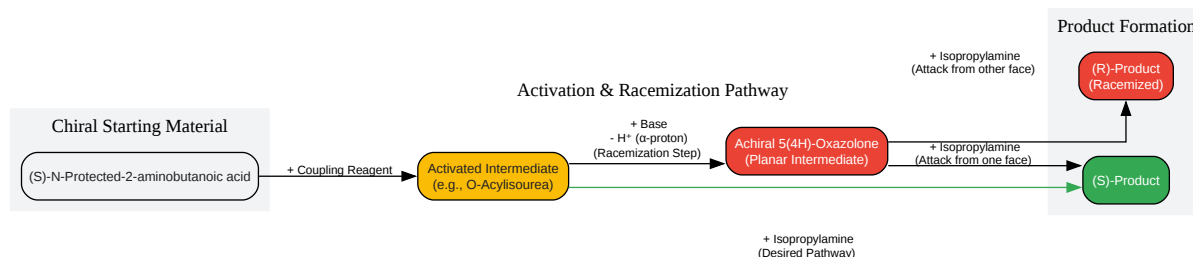 Product Formation
+ Isopropylamine
(Attack from other face)
(R)-Product
(Racemized)
Activation & Racemization Pathway
Chiral Starting Material
+ Base
- H⁺ (α-proton)
(Racemization Step)
Achiral 5(4H)-Oxazolone
(Planar Intermediate)
+ Isopropylamine
(Attack from one face)
(S)-N-Protected-2-aminobutanoic acid
+ Coupling Reagent
Activated Intermediate
(e.g., O-Acylisourea)
(S)-Product
+ Isopropylamine
(Desired Pathway)